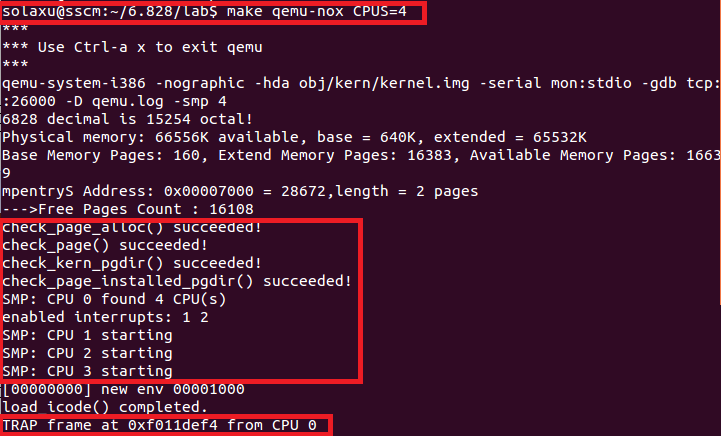 solaxu@sscm:~/6.828/lab$ make qemu-nox CPUS=4
***
*** Use Ctrl-a x to exit qemu
***
qemu-system-i386 -nographic -hda obj/kern/kernel.img -serial mon:stdio -gdb tcp:
:26000 -D qemu.log -smp 4
6828 decimal is 15254 octal!
Physical memory: 66556K available, base = 640K, extended = 65532K
Base Memory Pages: 160, Extend Memory Pages: 16383, Available Memory Pages: 1663
9
mpentryS Address: 0x00007000 = 28672,length = 2 pages
--->Free Pages Count : 16108
check_page_alloc() succeeded!
check_page() succeeded!
check_kern_pgdir() succeeded!
check_page_installed_pgdir() succeeded!
SMP: CPU 0 found 4 CPU(s)
enabled interrupts: 1 2
SMP: CPU 1 starting
SMP: CPU 2 starting
SMP: CPU 3 starting
[00000000] new env 00001000
load icode() completed.
TRAP frame at 0xf011def4 from CPU 0